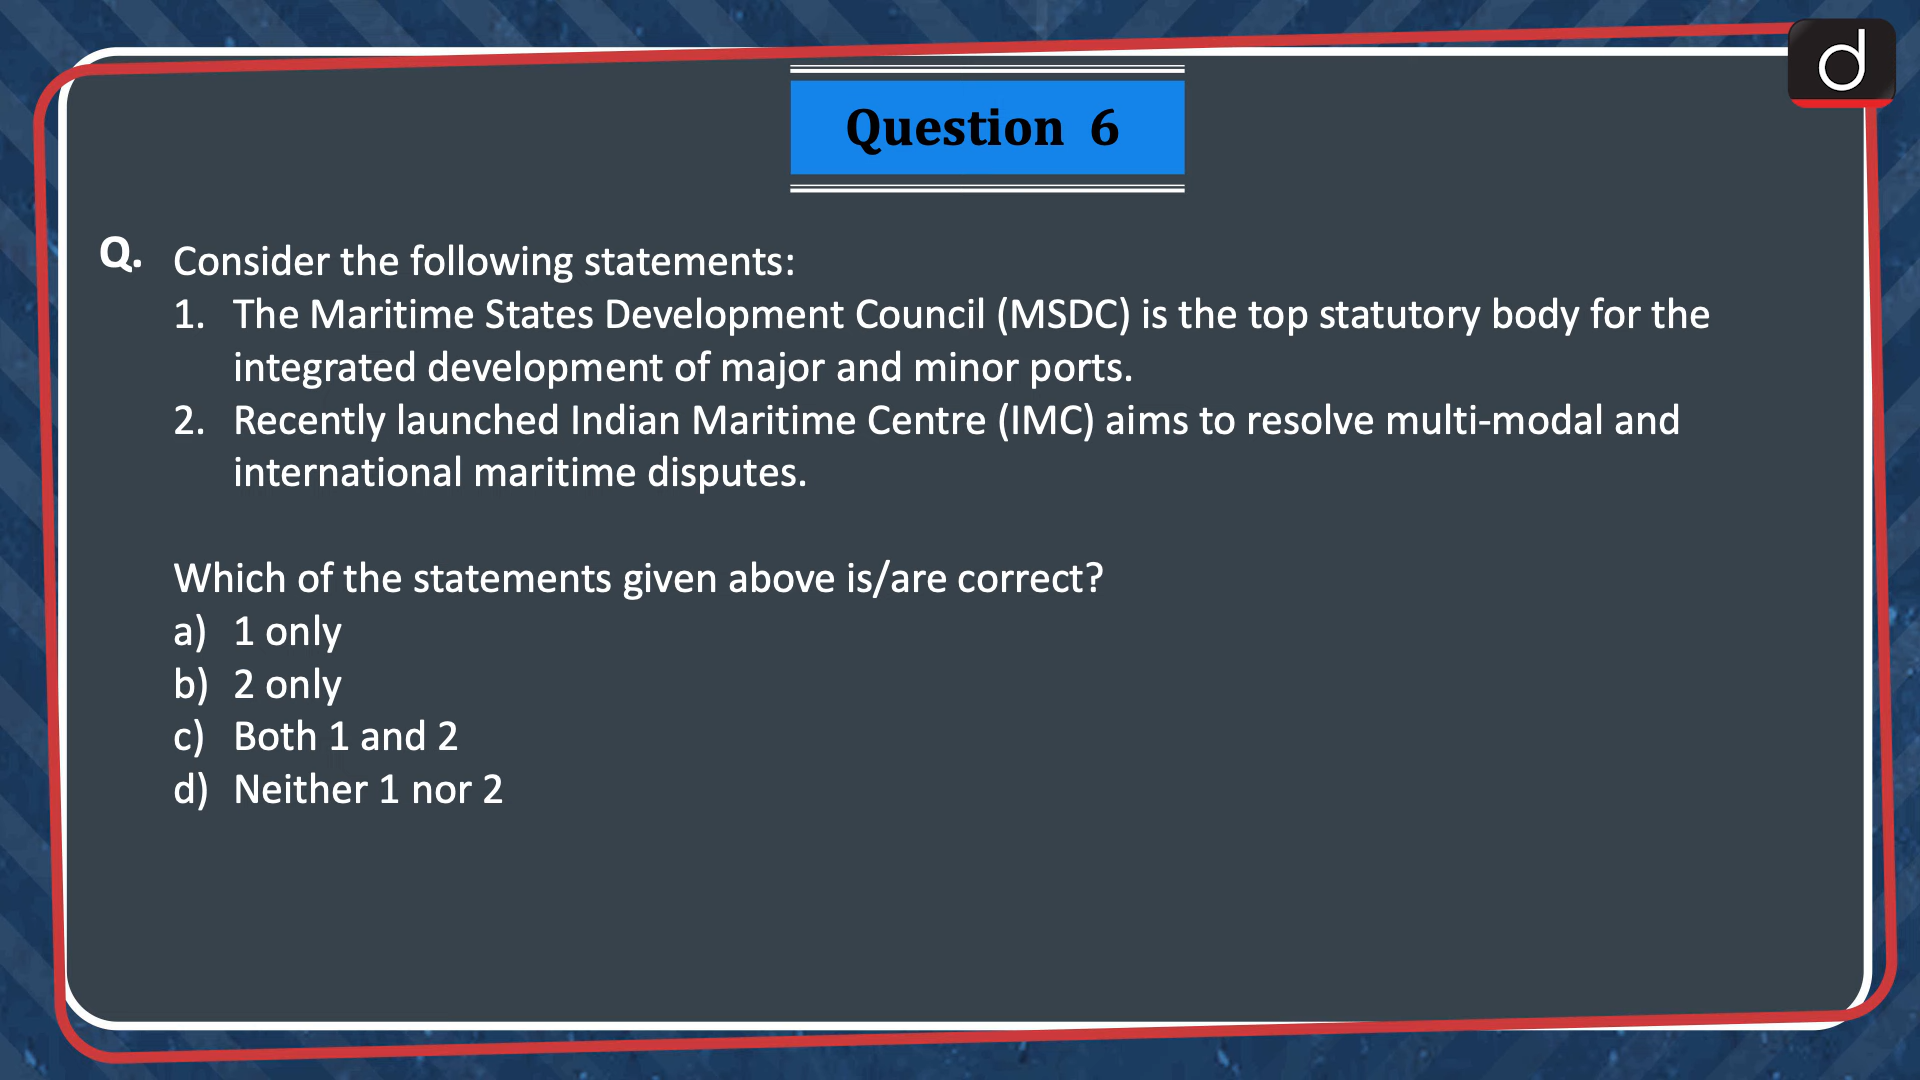 d
Question 6
Q. Consider the following statements:
1. The Maritime States Development Council (MSDC) is the top statutory body for the
integrated development of major and minor ports.
2. Recently launched Indian Maritime Centre (IMC) aims to resolve multi-modal and
international maritime disputes.
Which of the statements given above is/are correct?
a) 1 only
b) 2 only
c) Both 1 and 2
d) Neither 1 nor 2